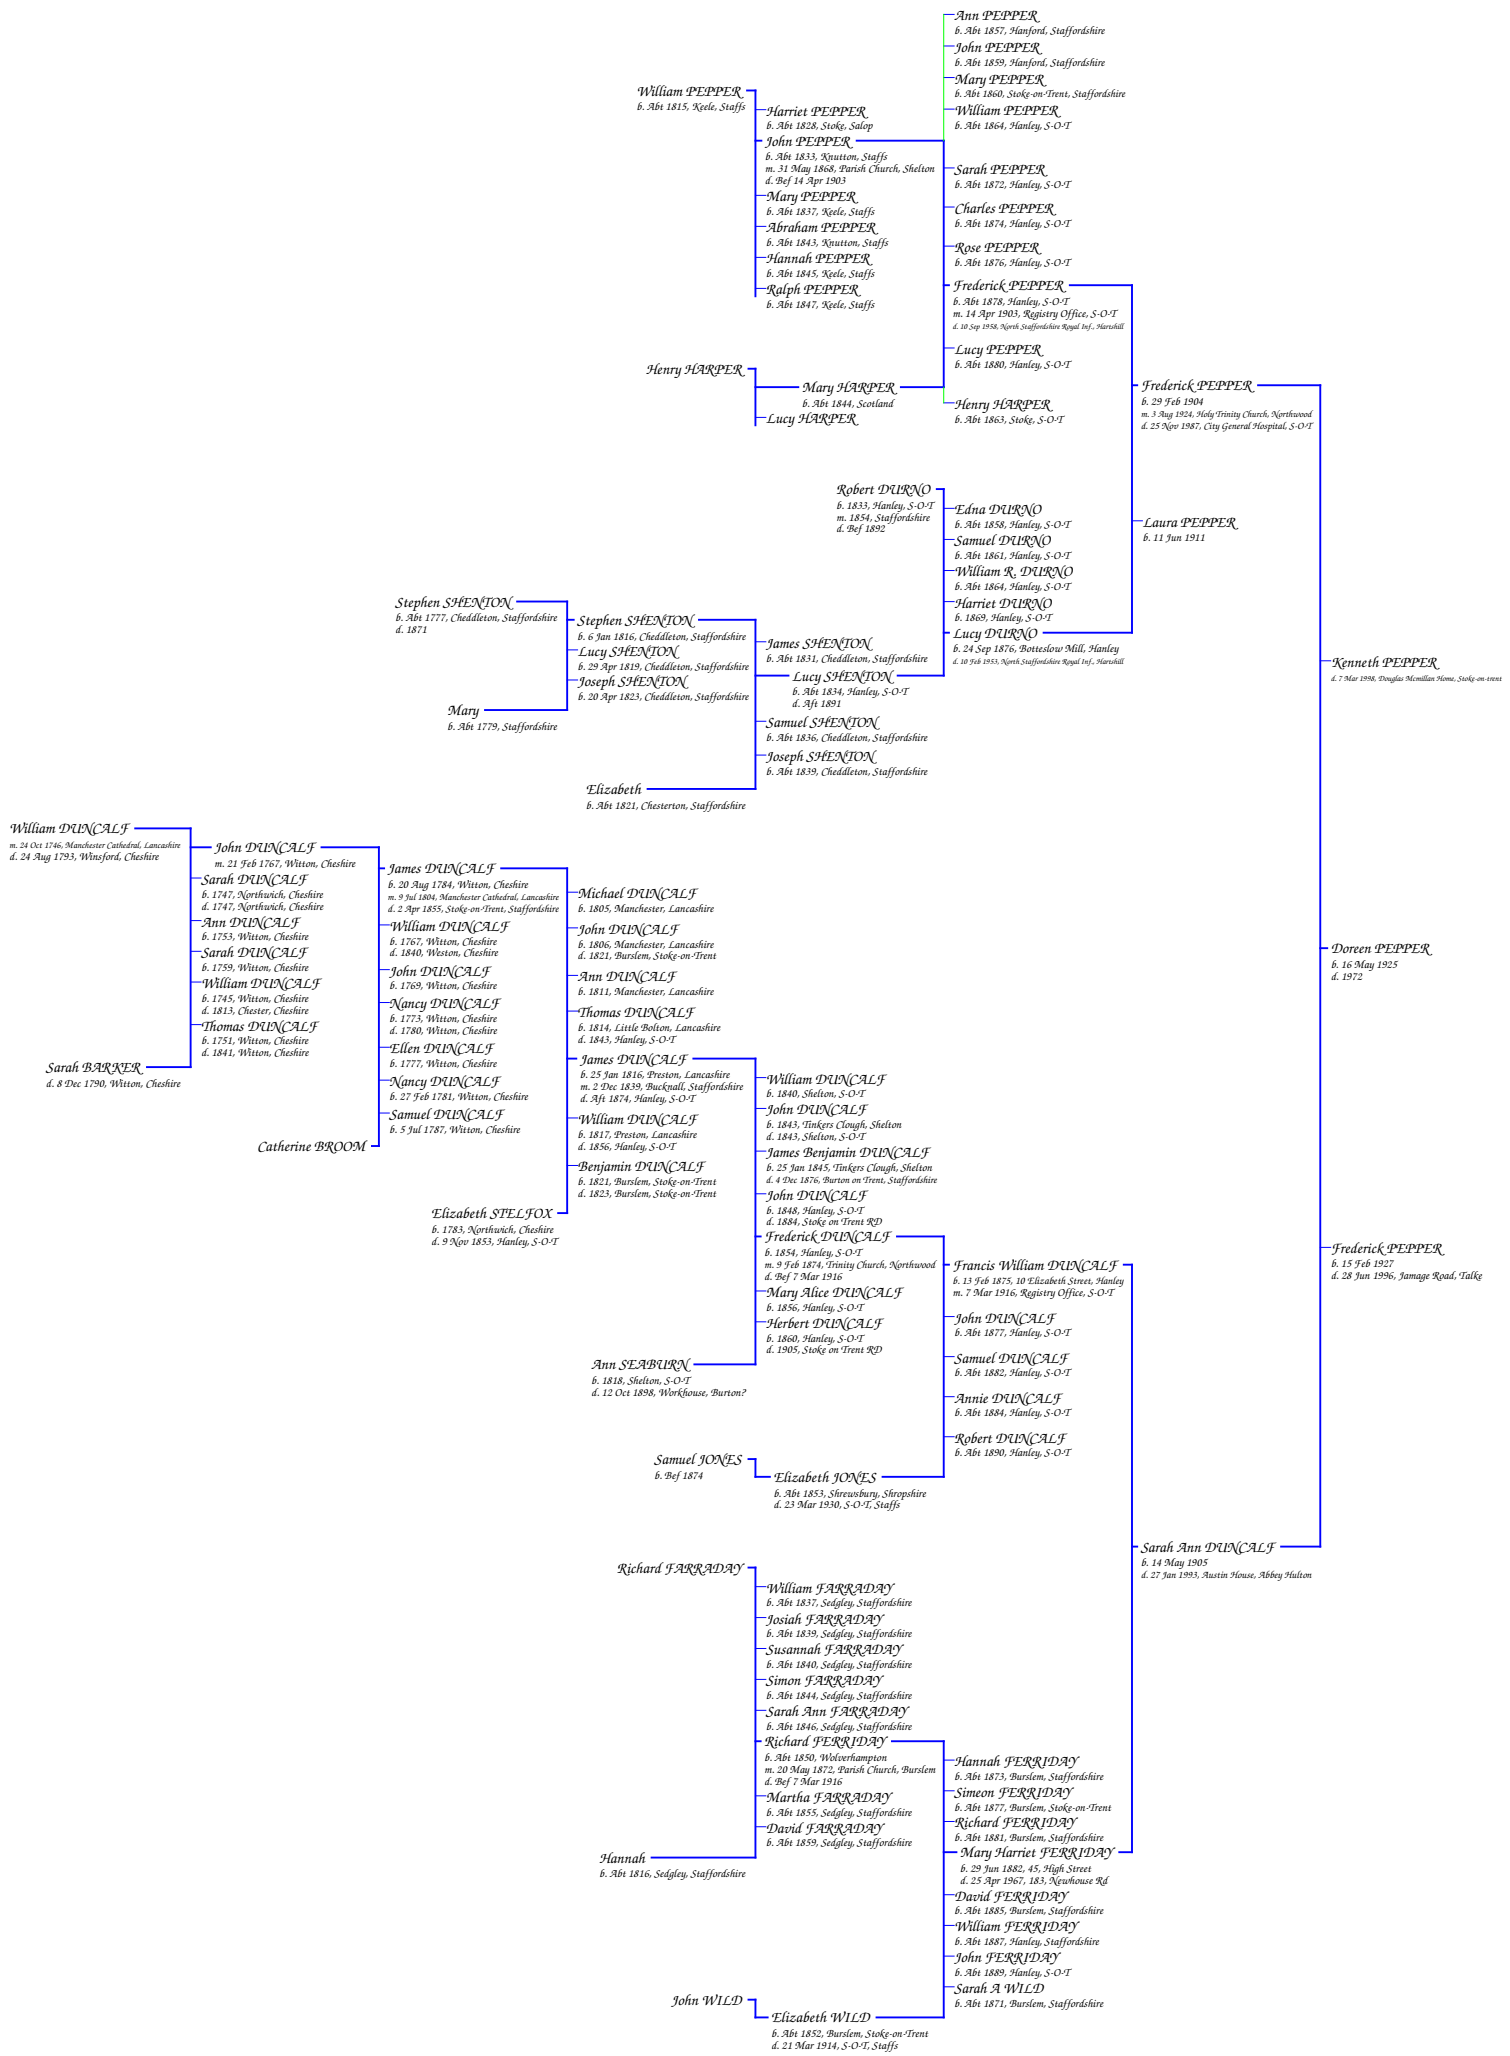 Ann PEPPER
b. Abt 1857, Hanford, Staffordshire
John PEPPER
b. Abt 1859, Hanford, Staffordshire
Mary PEPPER
b. Abt 1860, Stoke-on-Trent, Staffordshire
William PEPPER
b. Abt 1864, Hanley, S-O-T
William PEPPER
b. Abt 1815, Keele, Staffs
Harriet PEPPER
b. Abt 1828, Stoke, Salop
John PEPPER
b. Abt 1833, Knutton, Staffs
m. 31 May 1868, Parish Church, Shelton
d. Bef 14 Apr 1903
Mary PEPPER
b. Abt 1837, Keele, Staffs
Abraham PEPPER
b. Abt 1843, Knutton, Staffs
Hannah PEPPER
b. Abt 1845, Keele, Staffs
Ralph PEPPER
b. Abt 1847, Keele, Staffs
Sarah PEPPER
b. Abt 1872, Hanley, S-O-T
Charles PEPPER
b. Abt 1874, Hanley, S-O-T
Rose PEPPER
b. Abt 1876, Hanley, S-O-T
Frederick PEPPER
b. Abt 1878, Hanley, S-O-T
m. 14 Apr 1903, Registry Office, S-O-T
d. 10 Sep 1958, North Staffordshire Royal Inf., Hartshill
Lucy PEPPER
b. Abt 1880, Hanley, S-O-T
Henry HARPER
Mary HARPER
b. Abt 1844, Scotland
Lucy HARPER
Henry HARPER
b. Abt 1863, Stoke, S-O-T
Frederick PEPPER
b. 29 Feb 1904
m. 3 Aug 1924, Holy Trinity Church, Northwood
d. 25 Nov 1987, City General Hospital, S-O-T
Robert DURNO
b. 1833, Hanley, S-O-T
m. 1854, Staffordshire
d. Bef 1892
Edna DURNO
b. Abt 1858, Hanley, S-O-T
Samuel DURNO
b. Abt 1861, Hanley, S-O-T
William R. DURNO
b. Abt 1864, Hanley, S-O-T
Harriet DURNO
b. 1869, Hanley, S-O-T
Lucy DURNO
b. 24 Sep 1876, Botteslow Mill, Hanley
d. 10 Feb 1953, North Staffordshire Royal Inf., Hartshill
Laura PEPPER
b. 11 Jun 1911
Stephen SHENTON
b. Abt 1777, Cheddleton, Staffordshire
d. 1871
Stephen SHENTON
b. 6 Jan 1816, Cheddleton, Staffordshire
Lucy SHENTON
b. 29 Apr 1819, Cheddleton, Staffordshire
Joseph SHENTON
b. 20 Apr 1823, Cheddleton, Staffordshire
Mary
b. Abt 1779, Staffordshire
James SHENTON
b. Abt 1831, Cheddleton, Staffordshire
Lucy SHENTON
b. Abt 1834, Hanley, S-O-T
d. Aft 1891
Samuel SHENTON
b. Abt 1836, Cheddleton, Staffordshire
Joseph SHENTON
b. Abt 1839, Cheddleton, Staffordshire
Elizabeth
b. Abt 1821, Chesterton, Staffordshire
Kenneth PEPPER
d. 7 Mar 1998, Douglas Mcmillan Home, Stoke-on-trent
William DUNCALF
m. 24 Oct 1746, Manchester Cathedral, Lancashire
d. 24 Aug 1793, Winsford, Cheshire
John DUNCALF
m. 21 Feb 1767, Witton, Cheshire
Sarah DUNCALF
b. 1747, Northwich, Cheshire
d. 1747, Northwich, Cheshire
Ann DUNCALF
b. 1753, Witton, Cheshire
Sarah DUNCALF
b. 1759, Witton, Cheshire
William DUNCALF
b. 1745, Witton, Cheshire
d. 1813, Chester, Cheshire
Thomas DUNCALF
b. 1751, Witton, Cheshire
d. 1841, Witton, Cheshire
Sarah BARKER
d. 8 Dec 1790, Witton, Cheshire
James DUNCALF
b. 20 Aug 1784, Witton, Cheshire
m. 9 Jul 1804, Manchester Cathedral, Lancashire
d. 2 Apr 1855, Stoke-on-Trent, Staffordshire
William DUNCALF
b. 1767, Witton, Cheshire
d. 1840, Weston, Cheshire
John DUNCALF
b. 1769, Witton, Cheshire
Nancy DUNCALF
b. 1773, Witton, Cheshire
d. 1780, Witton, Cheshire
Ellen DUNCALF
b. 1777, Witton, Cheshire
Nancy DUNCALF
b. 27 Feb 1781, Witton, Cheshire
Samuel DUNCALF
b. 5 Jul 1787, Witton, Cheshire
Catherine BROOM
Michael DUNCALF
b. 1805, Manchester, Lancashire
John DUNCALF
b. 1806, Manchester, Lancashire
d. 1821, Burslem, Stoke-on-Trent
Ann DUNCALF
b. 1811, Manchester, Lancashire
Thomas DUNCALF
b. 1814, Little Bolton, Lancashire
d. 1843, Hanley, S-O-T
James DUNCALF
b. 25 Jan 1816, Preston, Lancashire
m. 2 Dec 1839, Bucknall, Staffordshire
d. Aft 1874, Hanley, S-O-T
William DUNCALF
b. 1817, Preston, Lancashire
d. 1856, Hanley, S-O-T
Benjamin DUNCALF
b. 1821, Burslem, Stoke-on-Trent
d. 1823, Burslem, Stoke-on-Trent
Elizabeth STELFOX
b. 1783, Northwich, Cheshire
d. 9 Nov 1853, Hanley, S-O-T
Doreen PEPPER
b. 16 May 1925
d. 1972
William DUNCALF
b. 1840, Shelton, S-O-T
John DUNCALF
b. 1843, Tinkers Clough, Shelton
d. 1843, Shelton, S-O-T
James Benjamin DUNCALF
b. 25 Jan 1845, Tinkers Clough, Shelton
d. 4 Dec 1876, Burton on Trent, Staffordshire
John DUNCALF
b. 1848, Hanley, S-O-T
d. 1884, Stoke on Trent RD
Frederick DUNCALF
b. 1854, Hanley, S-O-T
m. 9 Feb 1874, Trinity Church, Northwood
d. Bef 7 Mar 1916
Mary Alice DUNCALF
b. 1856, Hanley, S-O-T
Herbert DUNCALF
b. 1860, Hanley, S-O-T
d. 1905, Stoke on Trent RD
Ann SEABURN
b. 1818, Shelton, S-O-T
d. 12 Oct 1898, Workhouse, Burton?
Francis William DUNCALF
b. 13 Feb 1875, 10 Elizabeth Street, Hanley
m. 7 Mar 1916, Registry Office, S-O-T
John DUNCALF
b. Abt 1877, Hanley, S-O-T
Samuel DUNCALF
b. Abt 1882, Hanley, S-O-T
Annie DUNCALF
b. Abt 1884, Hanley, S-O-T
Robert DUNCALF
b. Abt 1890, Hanley, S-O-T
Samuel JONES
b. Bef 1874
Elizabeth JONES
b. Abt 1853, Shrewsbury, Shropshire
d. 23 Mar 1930, S-O-T, Staffs
Frederick PEPPER
b. 15 Feb 1927
d. 28 Jun 1996, Jamage Road, Talke
Sarah Ann DUNCALF
b. 14 May 1905
d. 27 Jan 1993, Austin House, Abbey Hulton
Richard FARRADAY
William FARRADAY
b. Abt 1837, Sedgley, Staffordshire
Josiah FARRADAY
b. Abt 1839, Sedgley, Staffordshire
Susannah FARRADAY
b. Abt 1840, Sedgley, Staffordshire
Simon FARRADAY
b. Abt 1844, Sedgley, Staffordshire
Sarah Ann FARRADAY
b. Abt 1846, Sedgley, Staffordshire
Richard FERRIDAY
b. Abt 1850, Wolverhampton
m. 20 May 1872, Parish Church, Burslem
d. Bef 7 Mar 1916
Martha FARRADAY
b. Abt 1855, Sedgley, Staffordshire
David FARRADAY
b. Abt 1859, Sedgley, Staffordshire
Hannah
b. Abt 1816, Sedgley, Staffordshire
Hannah FERRIDAY
b. Abt 1873, Burslem, Staffordshire
Simeon FERRIDAY
b. Abt 1877, Burslem, Stoke-on-Trent
Richard FERRIDAY
b. Abt 1881, Burslem, Staffordshire
Mary Harriet FERRIDAY
b. 29 Jun 1882, 45, High Street
d. 25 Apr 1967, 183, Newhouse Rd
David FERRIDAY
b. Abt 1885, Burslem, Staffordshire
William FERRIDAY
b. Abt 1887, Hanley, Staffordshire
John FERRIDAY
b. Abt 1889, Hanley, S-O-T
Sarah A WILD
b. Abt 1871, Burslem, Staffordshire
John WILD
Elizabeth WILD
b. Abt 1852, Burslem, Stoke-on-Trent
d. 21 Mar 1914, S-O-T, Staffs